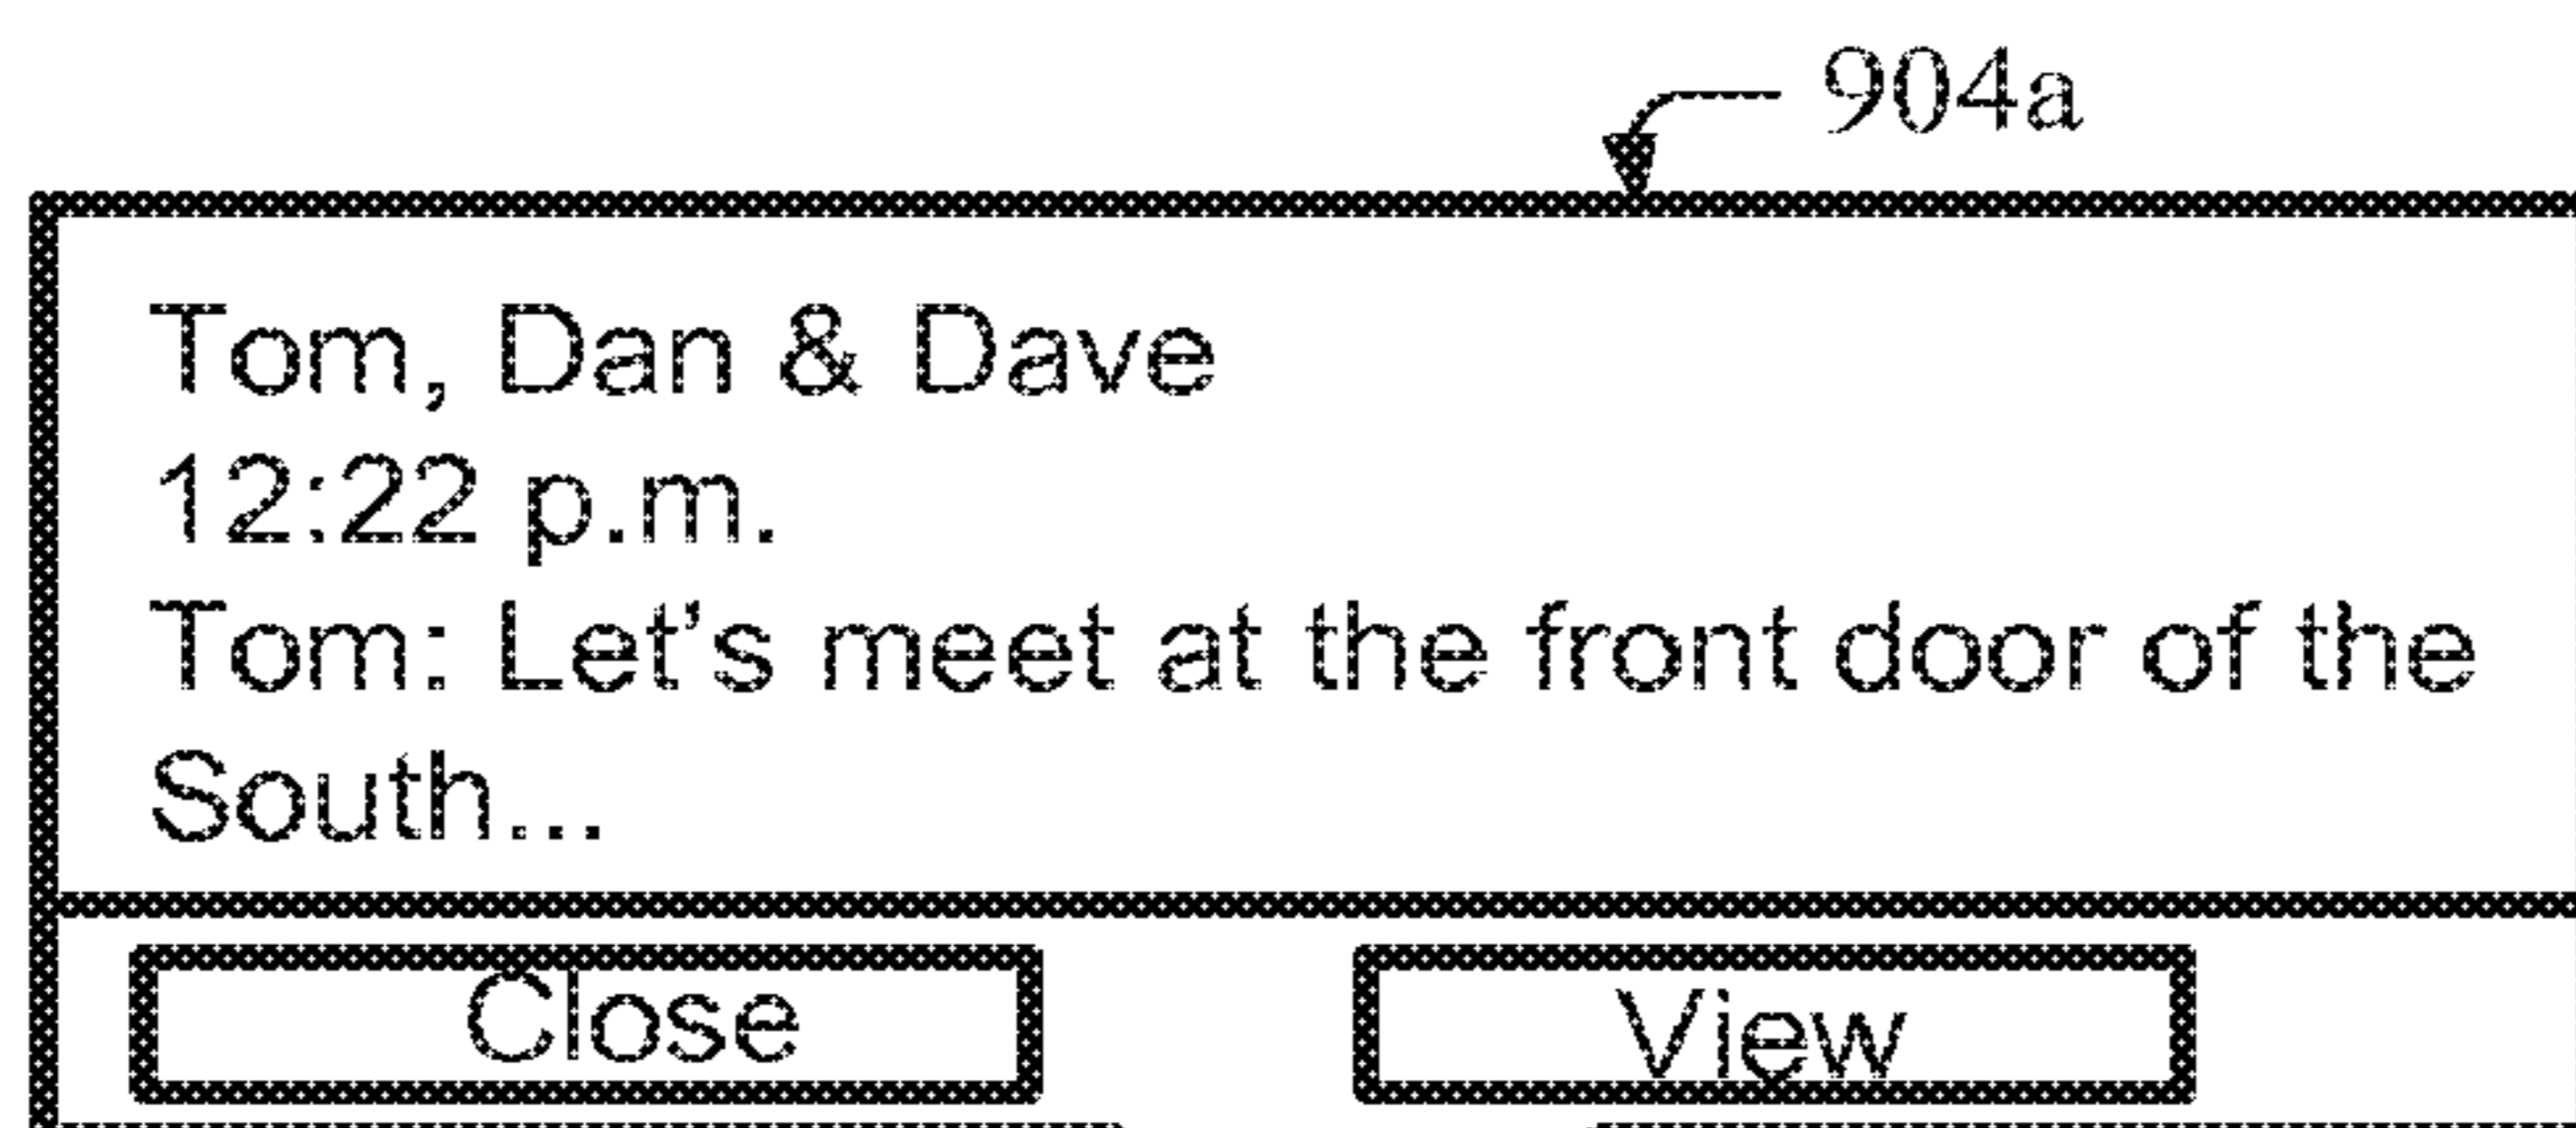 904a
Tom, Dan & Dave
12:22 p.m.
Tom: Let’s meet at the front door of the
South...
Close View